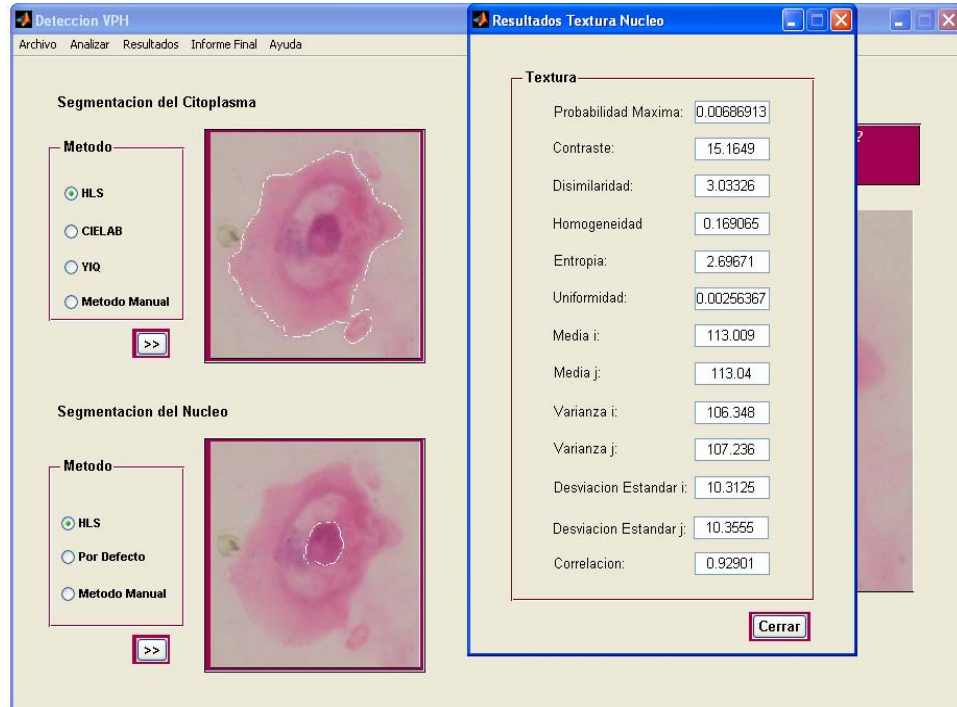 Deteccion VPH
Archivo Analizar Resultados Informe Final Ayuda
Segmentacion del Citoplasma
Metodo
HLS
CIELAB
YIQ
Metodo Manual
>>
Segmentacion del Nucleo
Metodo
HLS
Por Defecto
Metodo Manual
>>
Resultados Textura Nucleo
Textura
Probabilidad Maxima: 0.00686913
Contraste: 15.1649
Disimilaridad: 3.03326
Homogeneidad 0.169065
Entropia: 2.69671
Uniformidad: 0.00256367
Media i: 113.009
Media j: 113.04
Varianza i: 106.348
Varianza j: 107.236
Desviacion Estandar i: 10.3125
Desviacion Estandar j: 10.3555
Correlacion: 0.92901
Cerrar
?